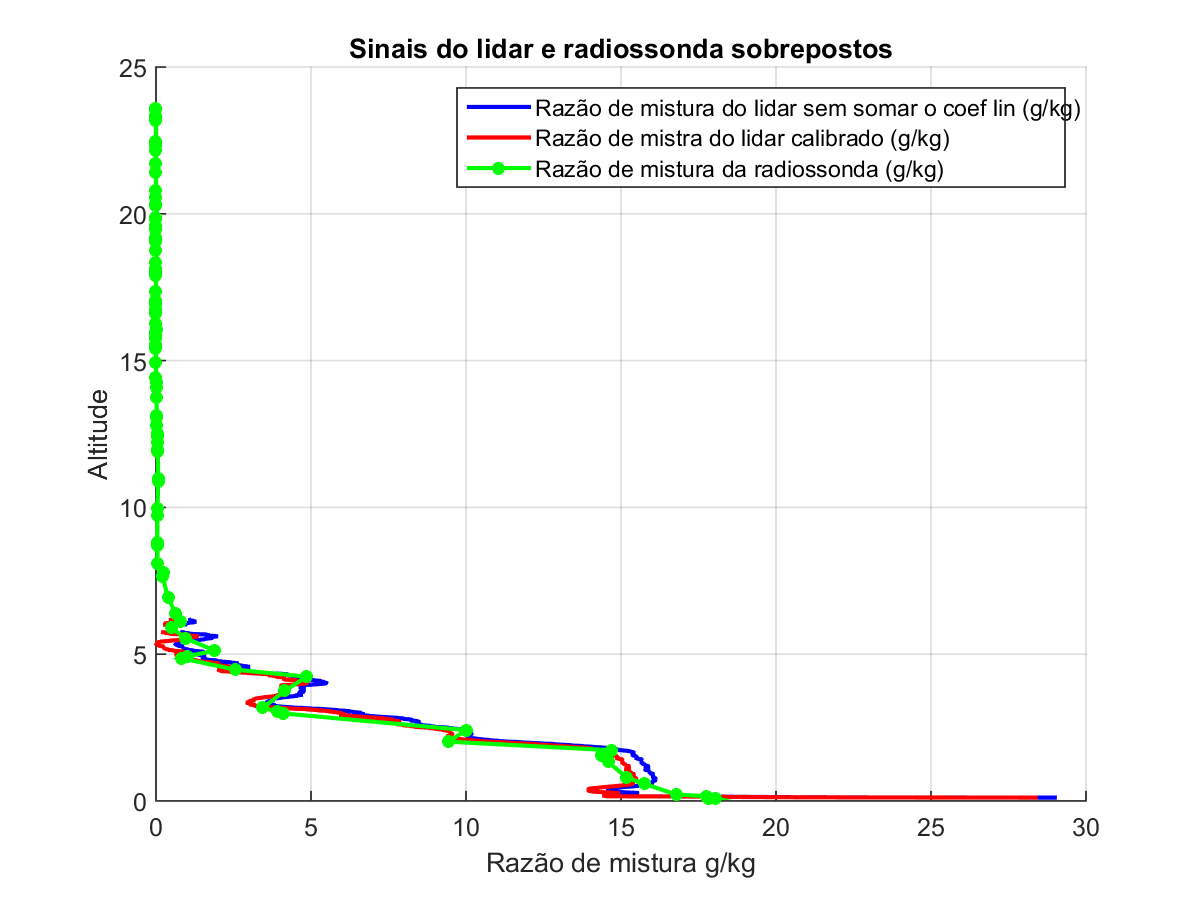 Sinais do lidar e radiossonda sobrepostos
25
Razão de mistura do lidar sem somar o coef lin (g/kg)
Razão de mistra do lidar calibrado (g/kg)
Razão de mistura da radiossonda (g/kg)
20
15
Altitude
10
5
0
0 5 10 15 20 25 30
Razão de mistura g/kg